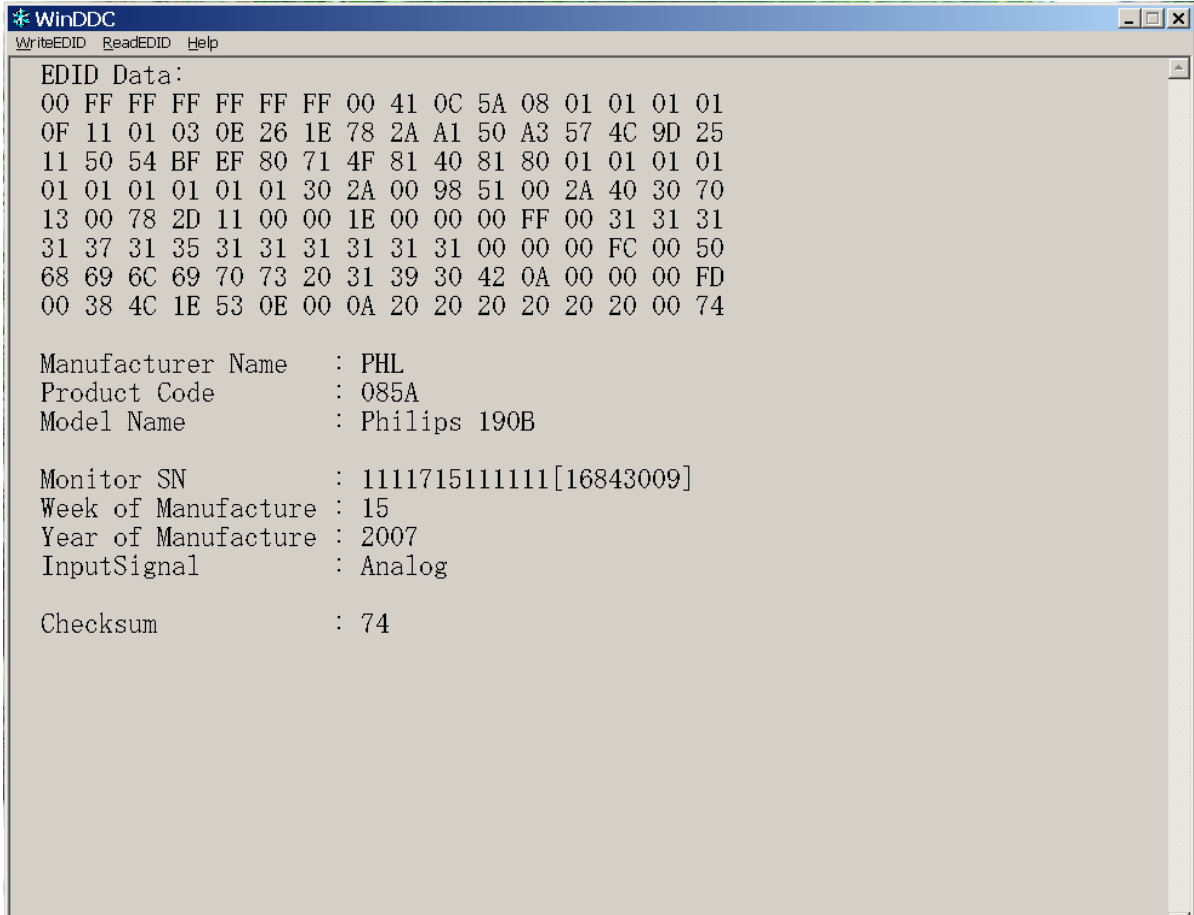 WinDDC
WriteEDID ReadEDID Help
EDID Data:
00 FF FF FF FF FF FF 00 41 0C 5A 08 01 01 01 01
0F 11 01 03 0E 26 1E 78 2A A1 50 A3 57 4C 9D 25
11 50 54 BF EF 80 71 4F 81 40 81 80 01 01 01 01
01 01 01 01 01 01 30 2A 00 98 51 00 2A 40 30 70
13 00 78 2D 11 00 00 1E 00 00 00 FF 00 31 31 31
31 37 31 35 31 31 31 31 31 31 00 00 00 FC 00 50
68 69 6C 69 70 73 20 31 39 30 42 0A 00 00 00 FD
00 38 4C 1E 53 0E 00 0A 20 20 20 20 20 20 00 74
Manufacturer Name : PHL
Product Code : 085A
Model Name : Philips 190B
Monitor SN : 1111715111111[16843009]
Week of Manufacture : 15
Year of Manufacture : 2007
InputSignal : Analog
Checksum : 74